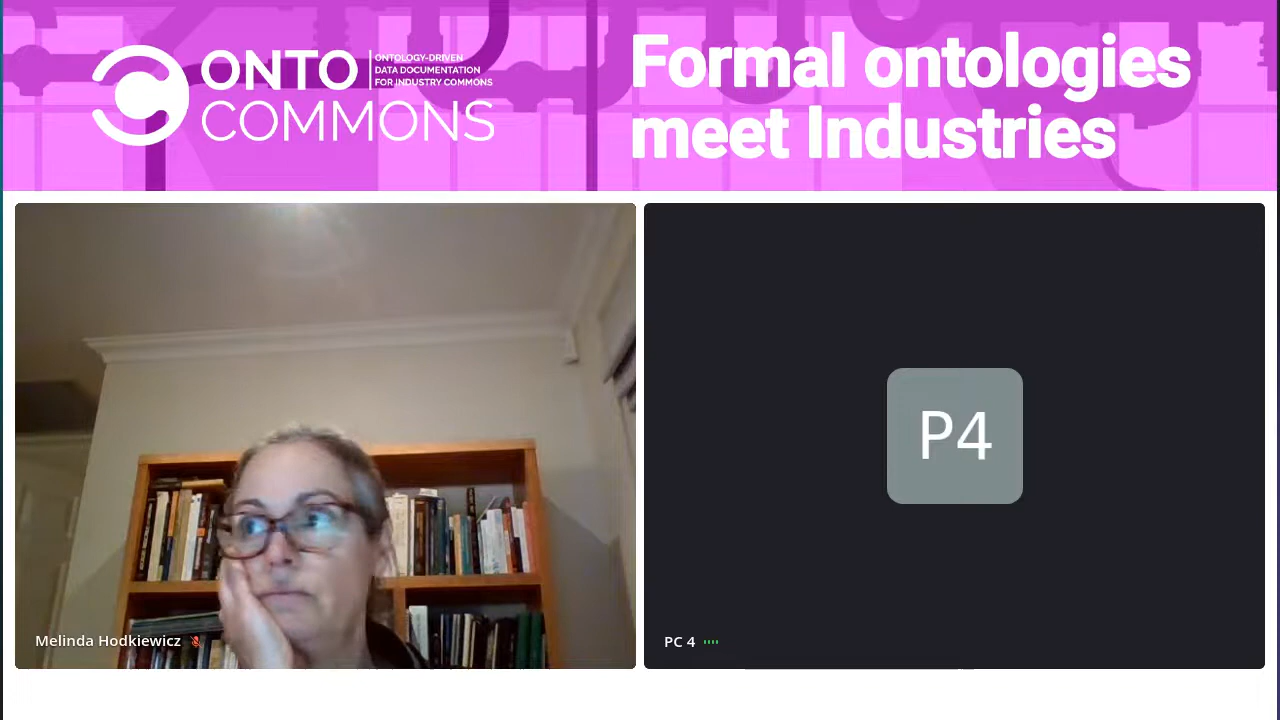 ONTO
COMMONS
ONTOLOGY-DRIVEN
DATA DOCUMENTATION
FOR INDUSTRY COMMONS
Formal ontologies
meet Industries
P4
Melinda Hodkiewicz
PC 4